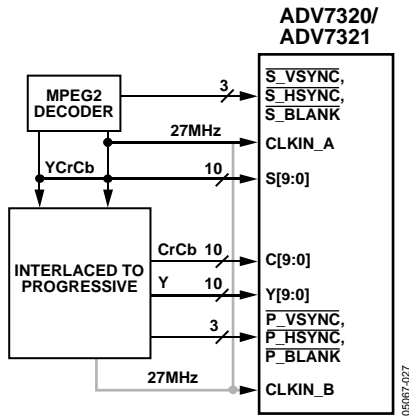 ADV7320/
ADV7321
MPEG2
DECODER
3
S_VSYNC,
S_HSYNC,
S_BLANK
27MHz
CLKIN_A
YCrCb
10
S[9:0]
INTERLACED TO
PROGRESSIVE
CrCb 10
C[9:0]
Y 10
Y[9:0]
3
P_VSYNC,
P_HSYNC,
P_BLANK
27MHz
CLKIN_B
05067-027